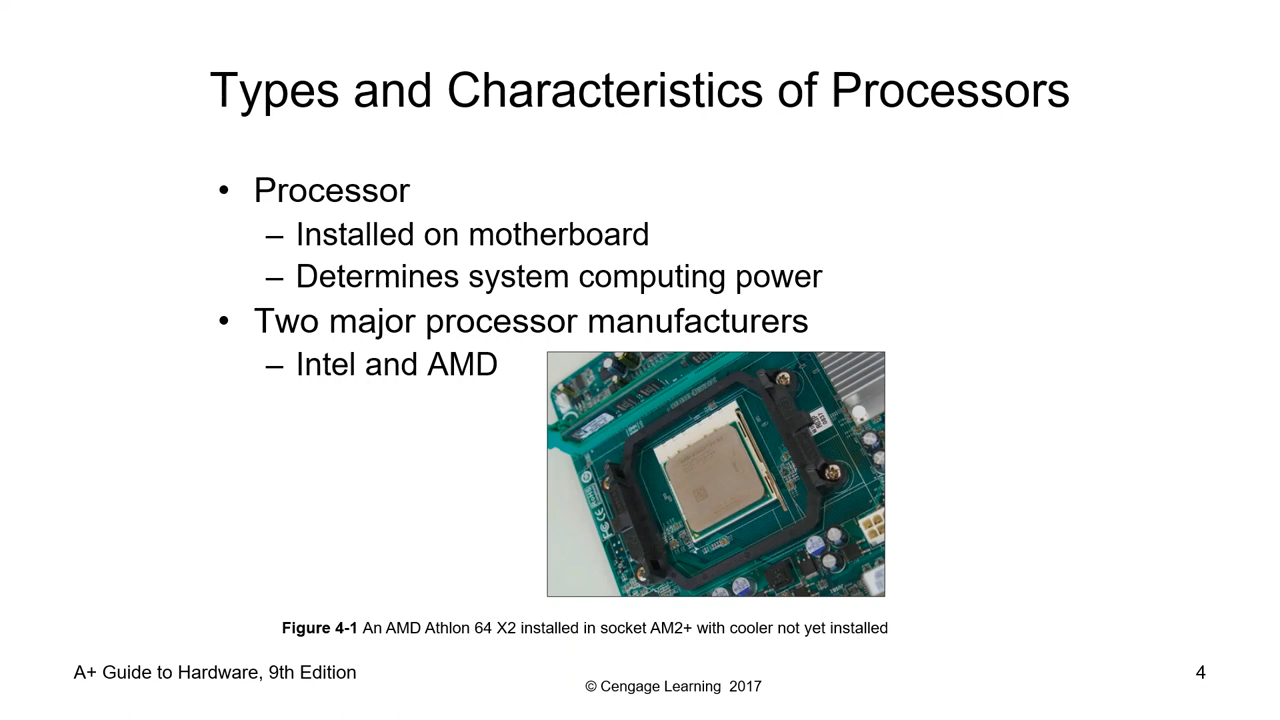 Types and Characteristics of Processors
• Processor
– Installed on motherboard
– Determines system computing power
• Two major processor manufacturers
– Intel and AMD
Figure 4-1 An AMD Athlon 64 X2 installed in socket AM2+ with cooler not yet installed
A+ Guide to Hardware, 9th Edition
© Cengage Learning 2017
4